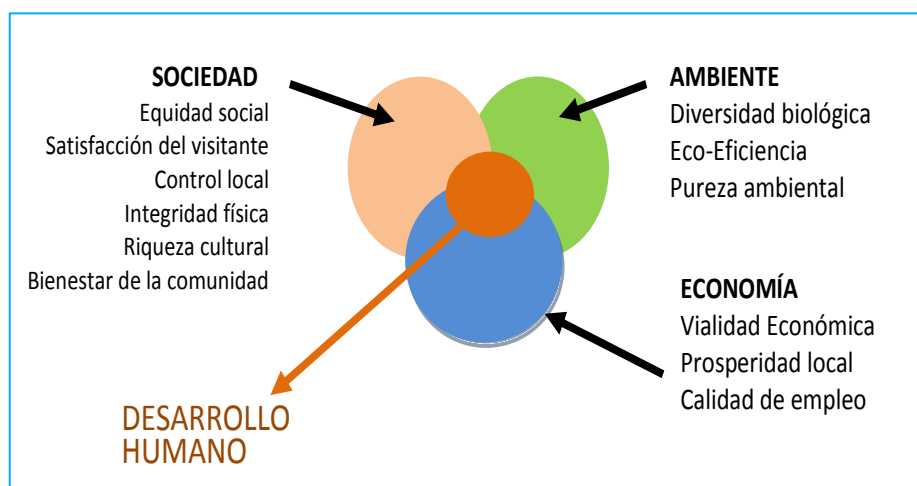 SOCIEDAD
Equidad social
Satisfacción del visitante
Control local
Integridad física
Riqueza cultural
Bienestar de la comunidad
AMBIENTE
Diversidad biológica
Eco-Eficiencia
Pureza ambiental
ECONOMÍA
Vialidad Económica
Prosperidad local
Calidad de empleo
DESARROLLO
HUMANO